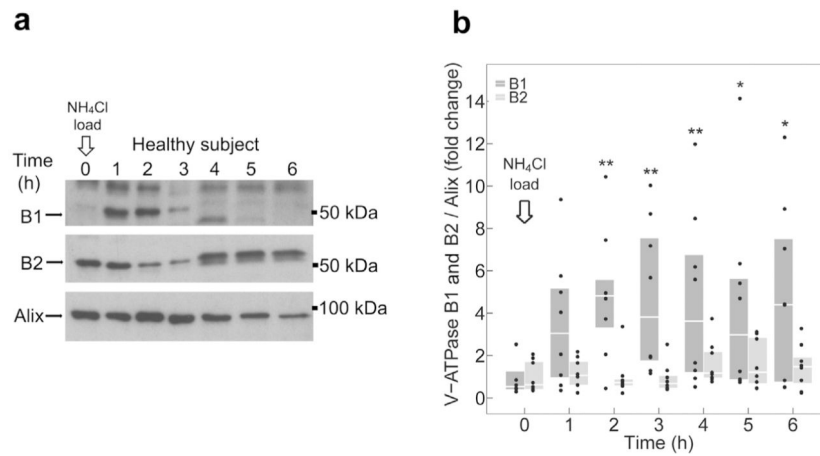 a
NH₄Cl
load
Healthy subject
Time
(h)
0 1 2 3 4 5 6
B1
50 kDa
B2
50 kDa
Alix
100 kDa
b
V-ATPase B1 and B2 / Alix (fold change)
B1
B2
NH₄Cl
load
** ** ** * *
14
12
10
8
6
4
2
0
0 1 2 3 4 5 6
Time (h)